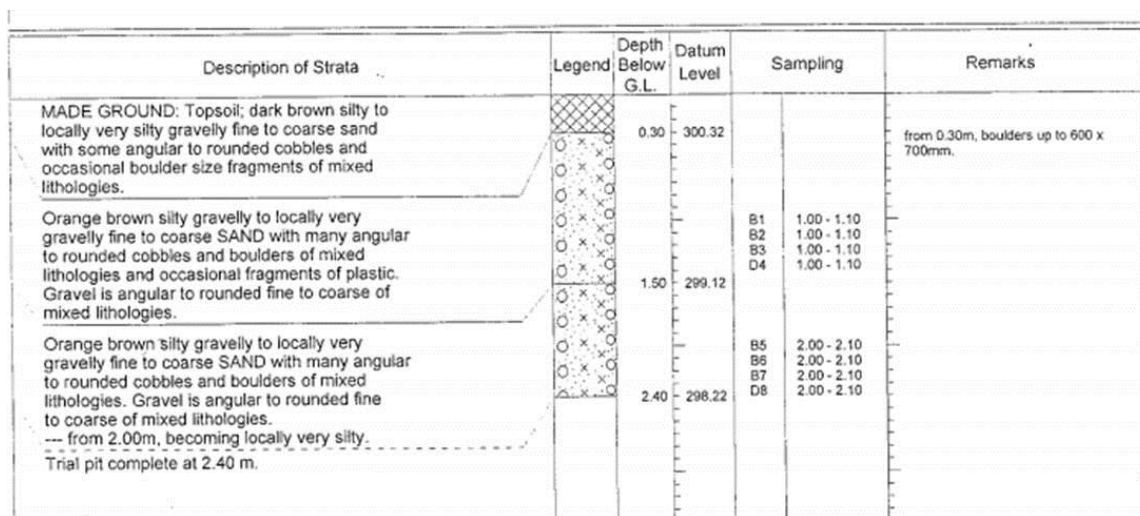 Description of Strata
Legend
Depth
Below
G.L.
Datum
Level
Sampling
Remarks
MADE GROUND: Topsoil; dark brown silty to
locally very silty gravelly fine to coarse sand
with some angular to rounded cobbles and
occasional boulder size fragments of mixed
lithologies.
0.30 300.32
from 0.30m, boulders up to 600 x
700mm.
Orange brown silty gravelly to locally very
gravelly fine to coarse SAND with many angular
to rounded cobbles and boulders of mixed
lithologies and occasional fragments of plastic.
Gravel is angular to rounded fine to coarse of
mixed lithologies.
B1 1.00 - 1.10
B2 1.00 - 1.10
B3 1.00 - 1.10
D4 1.00 - 1.10
1.50 299.12
Orange brown silty gravelly to locally very
gravelly fine to coarse SAND with many angular
to rounded cobbles and boulders of mixed
lithologies. Gravel is angular to rounded fine
to coarse of mixed lithologies.
--- from 2.00m, becoming locally very silty.
B5 2.00 - 2.10
B6 2.00 - 2.10
B7 2.00 - 2.10
D8 2.00 - 2.10
2.40 298.22
Trial pit complete at 2.40 m.